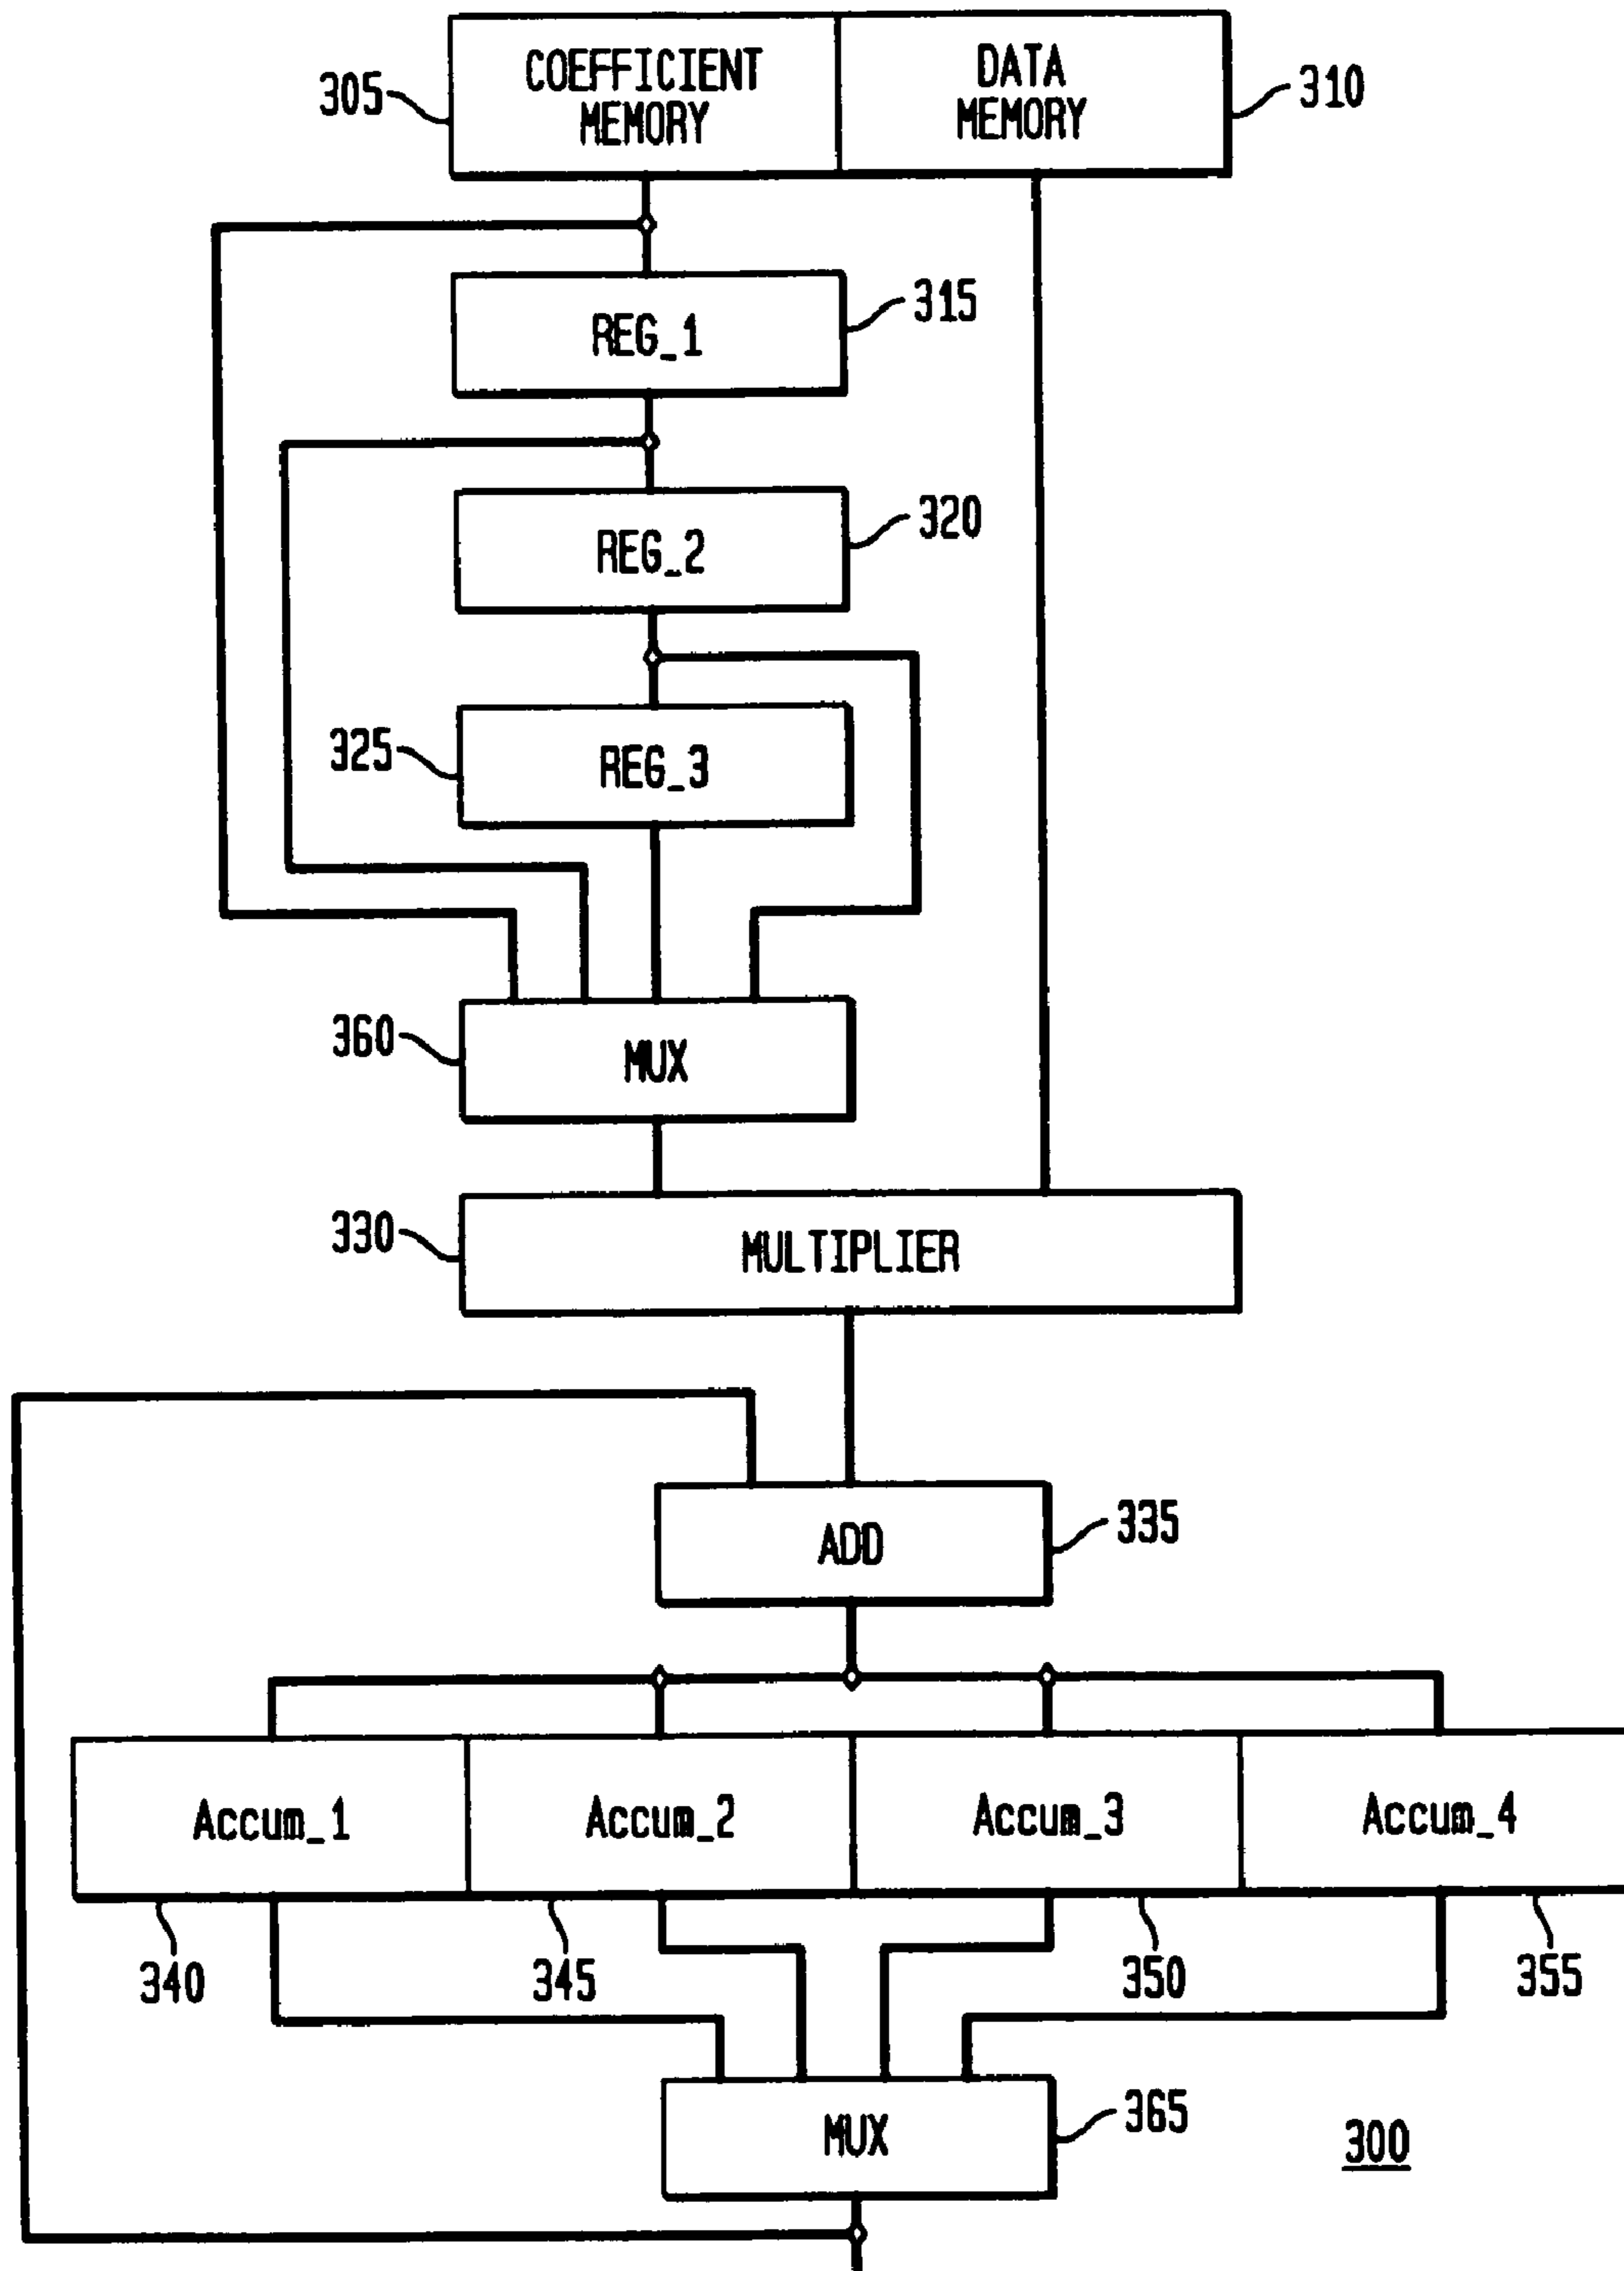 COEFFICIENT
MEMORY
DATA
MEMORY
305
310
REG_1
315
REG_2
320
REG_3
325
MUX
360
MULTIPLIER
330
ADD
335
Accum_1
Accum_2
Accum_3
Accum_4
340
345
350
355
MUX
365
300